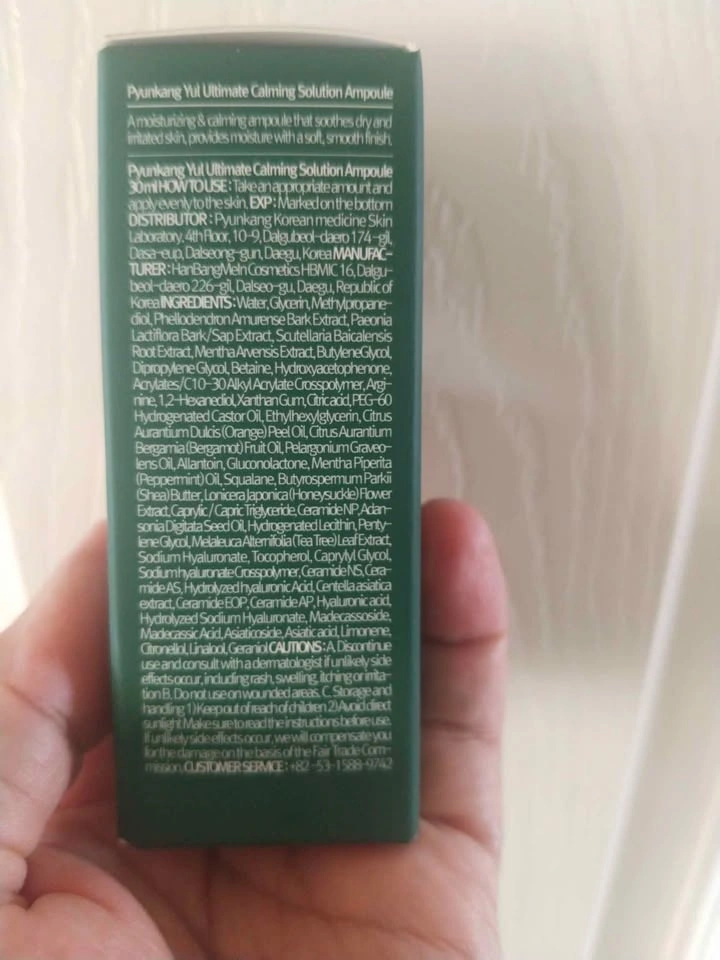 Pyunkang Yul Ultimate Calming Solution Ampoule
A moisturizing & calming ampoule that soothes dry and
irritated skin, provides moisture with a soft, smooth finish.
Pyunkang Yul Ultimate Calming Solution Ampoule
30ml HOW TO USE : Take an appropriate amount and
apply evenly to the skin. EXP : Marked on the bottom
DISTRIBUTOR : Pyunkang Korean medicine Skin
Laboratory. 4th Floor, 10-9, Dalgubeol-daero 174-gil,
Dasa-eup, Dalseong-gun, Daegu, Korea MANUFAC-
TURER : HanBangMeIn Cosmetics HBMIC 16, Dalgu-
beol-daero 226-gil, Dalseo-gu, Daegu, Republic of
Korea INGREDIENTS : Water, Glycerin, Methylpropane-
diol, Phellodendron Amurense Bark Extract, Paeonia
Lactiflora Bark/Sap Extract, Scutellaria Baicalensis
Root Extract, Mentha Arvensis Extract, Butylene Glycol,
Dipropylene Glycol, Betaine, Hydroxyacetophenone,
Acrylates/C10-30 Alkyl Acrylate Crosspolymer, Argi-
nine, 1,2-Hexanediol, Xanthan Gum, Citric acid, PEG-60
Hydrogenated Castor Oil, Ethylhexylglycerin, Citrus
Aurantium Dulcis (Orange) Peel Oil, Citrus Aurantium
Bergamia (Bergamot) Fruit Oil, Pelargonium Graveo-
lens Oil, Allantoin, Gluconolactone, Mentha Piperita
(Peppermint) Oil, Squalane, Butyrospermum Parkii
(Shea) Butter, Lonicera Japonica (Honeysuckle) Flower
Extract, Caprylic / Capric Triglyceride, Ceramide NP, Adan-
sonia Digitata Seed Oil, Hydrogenated Lecithin, Penty-
lene Glycol, Melaleuca Alternifolia (Tea Tree) Leaf Extract,
Sodium Hyaluronate, Tocopherol, Caprylyl Glycol,
Sodium hyaluronate Crosspolymer, Ceramide NS, Cera-
mide AS, Hydrolyzed hyaluronic Acid, Centella asiatica
extract, Ceramide EOP, Ceramide AP, Hyaluronic acid,
Hydrolyzed Sodium Hyaluronate, Madecassoside,
Madecassic Acid, Asiaticoside, Asiatic acid, Limonene,
Citronellol, Linalool, Geraniol CAUTIONS : A. Discontinue
use and consult with a dermatologist if unlikely side
effects occur, including rash, swelling, itching or irrita-
tion B. Do not use on wounded areas. C. Storage and
handling 1) Keep out of reach of children 2) Avoid direct
sunlight Make sure to read the instructions before use.
If unlikely side effects occur, we will compensate you
for the damage on the basis of the Fair Trade Com-
mission. CUSTOMER SERVICE : +82-53-1588-9742